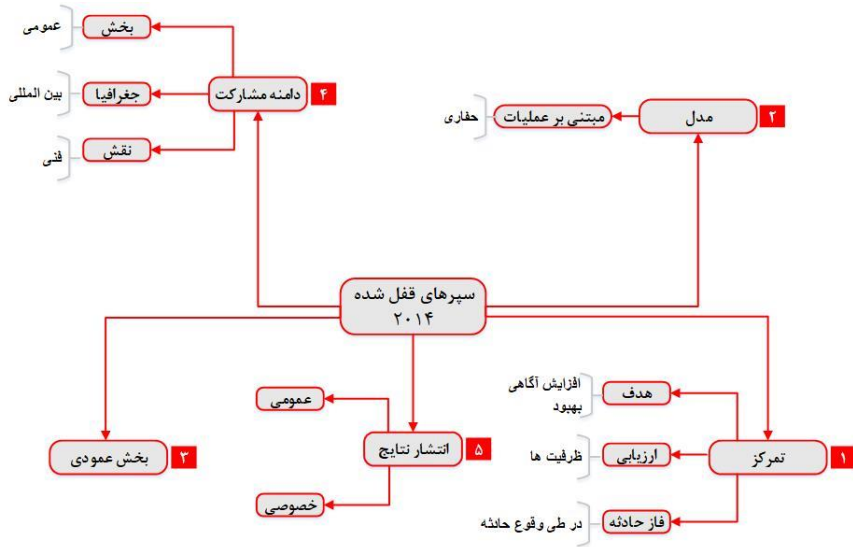 سپرهای قفل شده
۲۰۱۴
۱
تمرکز
هدف
افزایش آگاهی
بهبود
ارزیابی
ظرفیت ها
فاز حادثه
در طی وقوع حادثه
۲
مدل
مبتنی بر عملیات
حفاری
۳
بخش عمودی
۴
دامنه مشارکت
بخش
عمومی
جغرافیا
بین المللی
نقش
فنی
۵
انتشار نتایج
عمومی
خصوصی